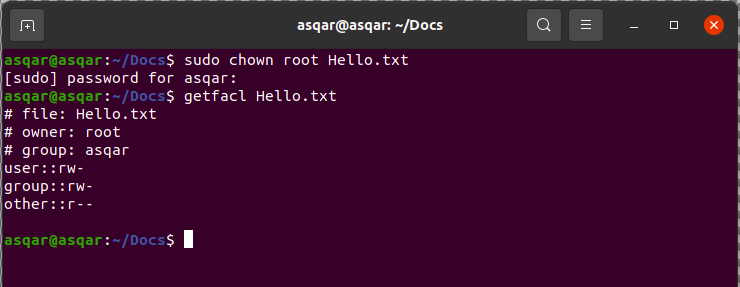 asqar@asqar: ~/Docs
asqar@asqar:~/Docs$ sudo chown root Hello.txt
[sudo] password for asqar:
asqar@asqar:~/Docs$ getfacl Hello.txt
# file: Hello.txt
# owner: root
# group: asqar
user::rw-
group::rw-
other::r--
asqar@asqar:~/Docs$